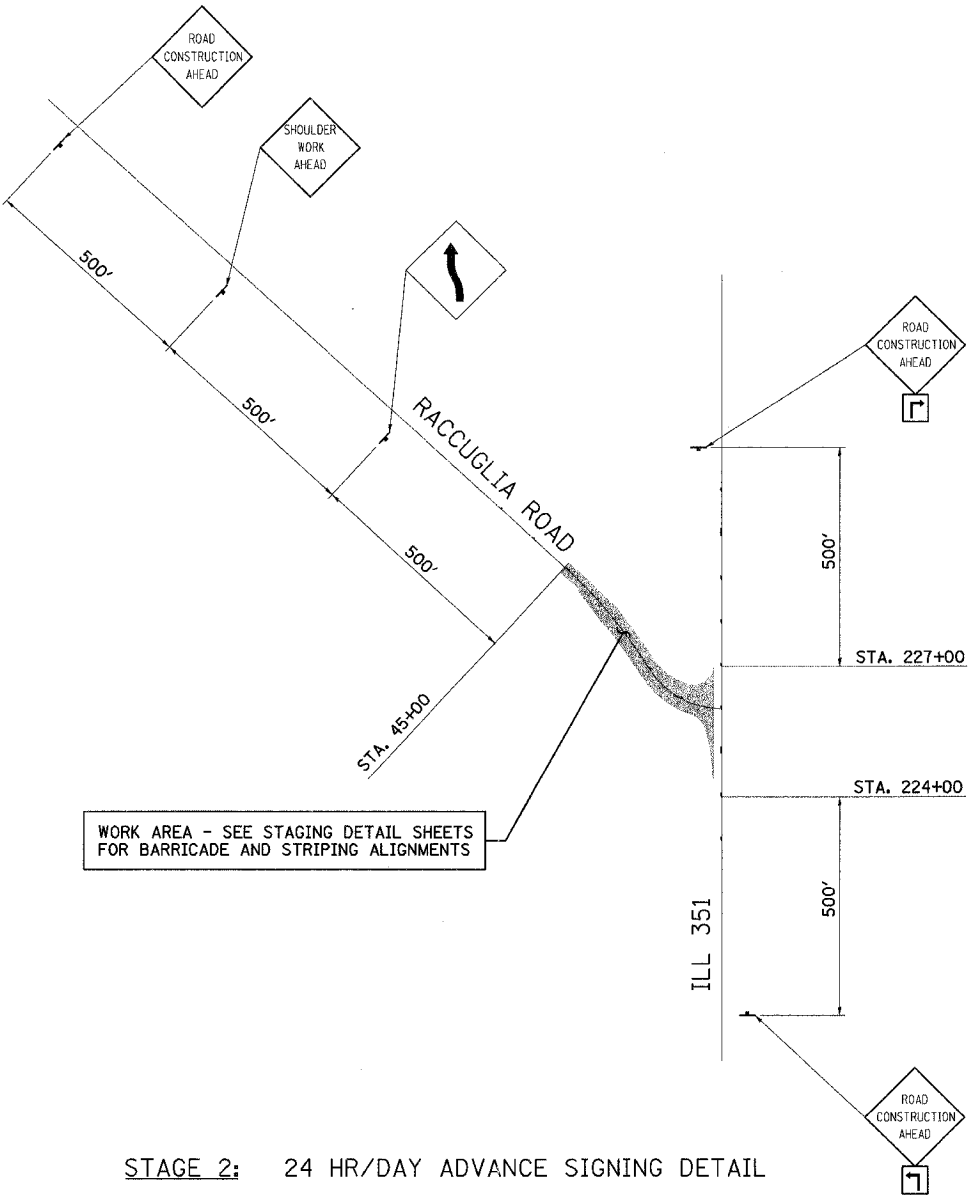 ROAD
CONSTRUCTION
AHEAD
SHOULDER
WORK
AHEAD
500'
500'
500'
RACCUGLIA ROAD
ROAD
CONSTRUCTION
AHEAD
500'
STA. 227+00
STA. 45+00
STA. 224+00
WORK AREA - SEE STAGING DETAIL SHEETS
FOR BARRICADE AND STRIPING ALIGNMENTS
500'
ILL 351
ROAD
CONSTRUCTION
AHEAD
STAGE 2: 24 HR/DAY ADVANCE SIGNING DETAIL